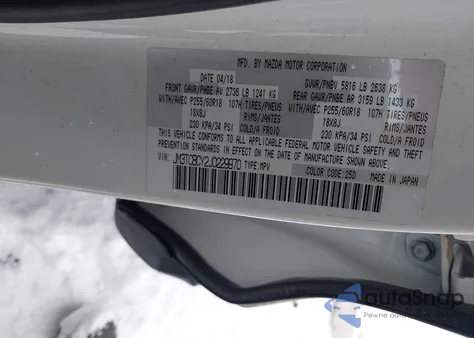 MFD. BY MAZDA MOTOR CORPORATION
DATE 04/18 GVWR/PNBV 5816 LB 2638 KG
FRONT GAWR/PNBE AV 2736 LB 1241 KG REAR GAWR/PNBE AR 3159 LB 1433 KG
WITH/AVEC P255/60R18 107H TIRES/PNEUS WITH/AVEC P255/60R18 107H TIRES/PNEUS
18X8J RIMS/JANTES 18X8J RIMS/JANTES
230 KPA/34 PSI COLD/A FROID 230 KPA/34 PSI COLD/A FROID
THIS VEHICLE CONFORMS TO ALL APPLICABLE FEDERAL MOTOR VEHICLE SAFETY AND
THEFT PREVENTION STANDARDS IN EFFECT ON THE DATE OF MANUFACTURE SHOWN ABOVE.
VIN: JM3TCBCY2J0229970 TYPE:MPV
COLOR CODE:25D MADE IN JAPAN
autoSnap
Pewne auto